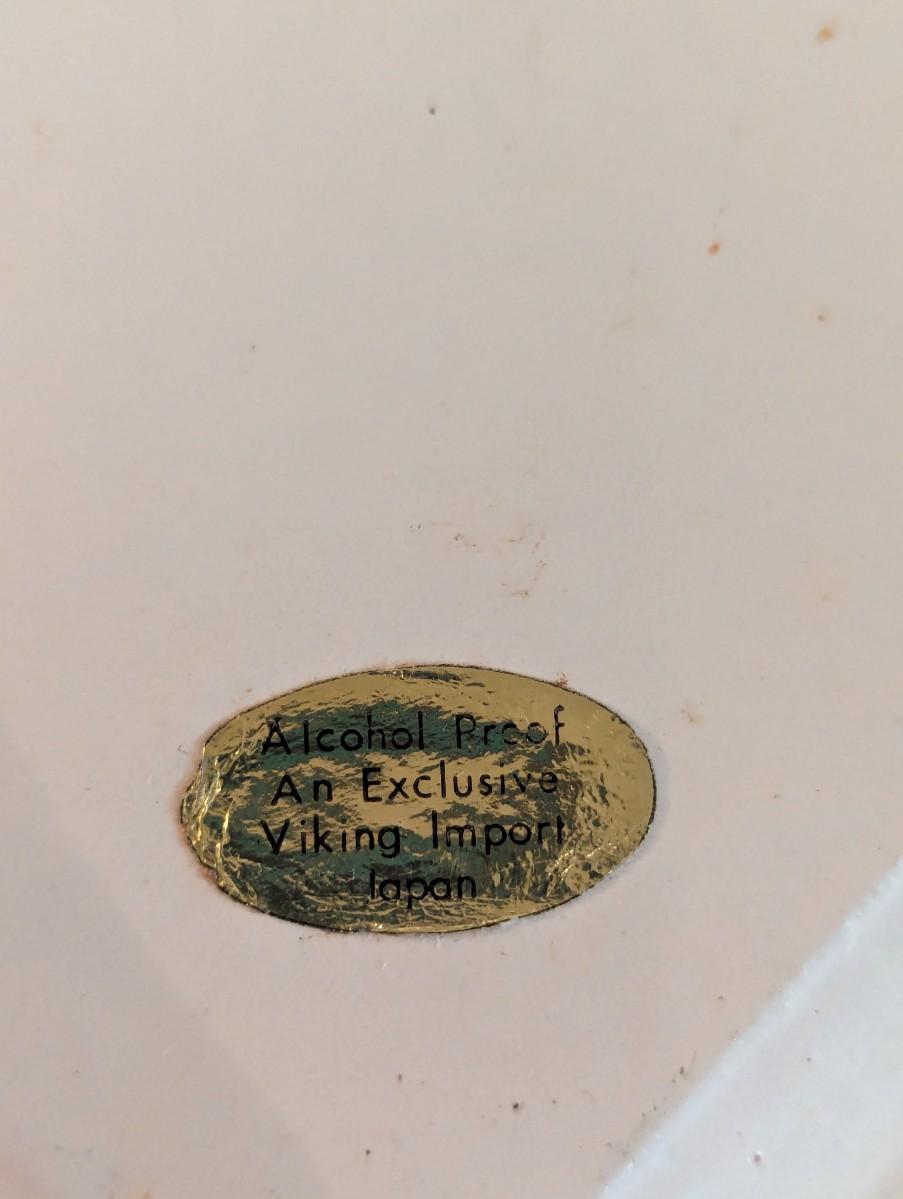 Alcohol Proof
An Exclusive
Viking Import
Japan